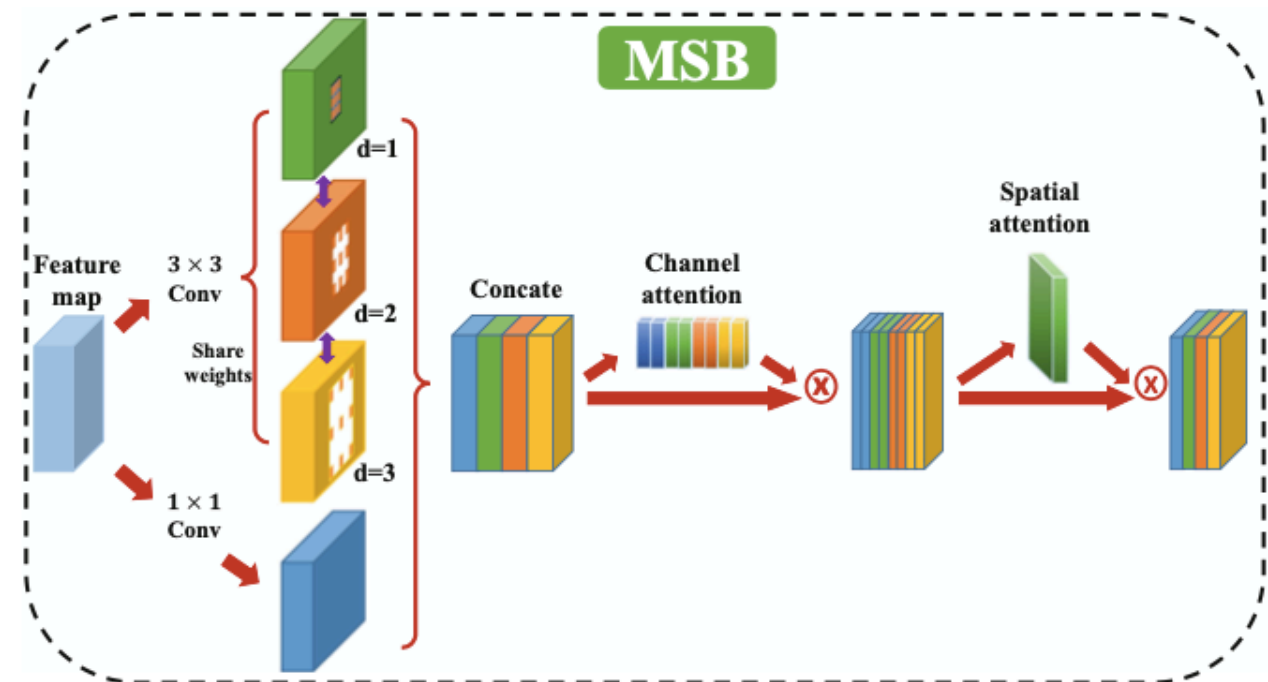 MSB
Feature
map
3 × 3
Conv
Share
weights
1 × 1
Conv
d=1
d=2
d=3
Concate
Channel
attention
X
Spatial
attention
X